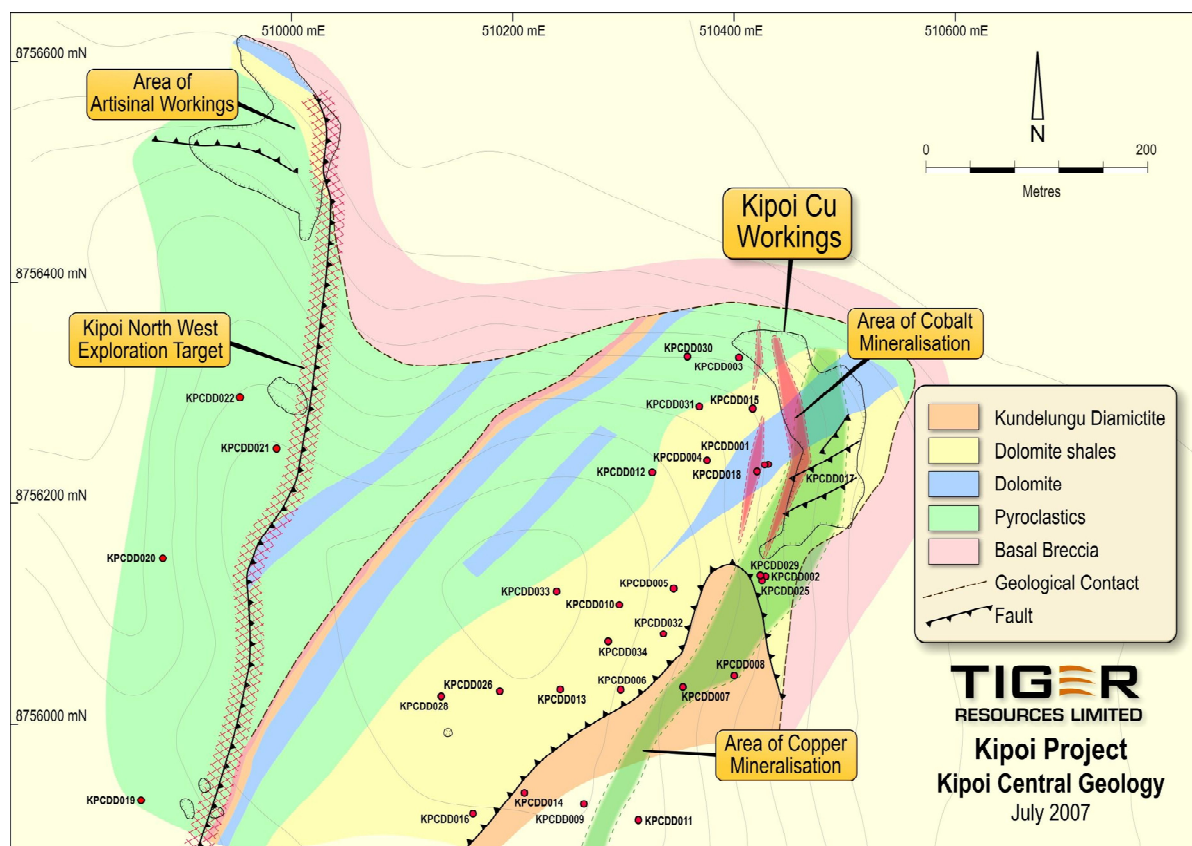 510000 mE
510200 mE
510400 mE
510600 mE
8756600 mN
8756400 mN
8756200 mN
8756000 mN
Area of
Artisinal Workings
Kipoi North West
Exploration Target
Kipoi Cu
Workings
Area of Cobalt
Mineralisation
Area of Copper
Mineralisation
N
0
200
Metres
KPCDD030
KPCDD003
KPCDD022
KPCDD031
KPCDD015
KPCDD021
KPCDD001
KPCDD004
KPCDD012
KPCDD018
KPCDD017
KPCDD020
KPCDD029
KPCDD002
KPCDD025
KPCDD005
KPCDD033
KPCDD010
KPCDD032
KPCDD034
KPCDD008
KPCDD026
KPCDD006
KPCDD007
KPCDD028
KPCDD013
KPCDD019
KPCDD014
KPCDD016
KPCDD009
KPCDD011
Kundelungu Diamictite
Dolomite shales
Dolomite
Pyroclastics
Basal Breccia
Geological Contact
Fault
TIGER
RESOURCES LIMITED
Kipoi Project
Kipoi Central Geology
July 2007